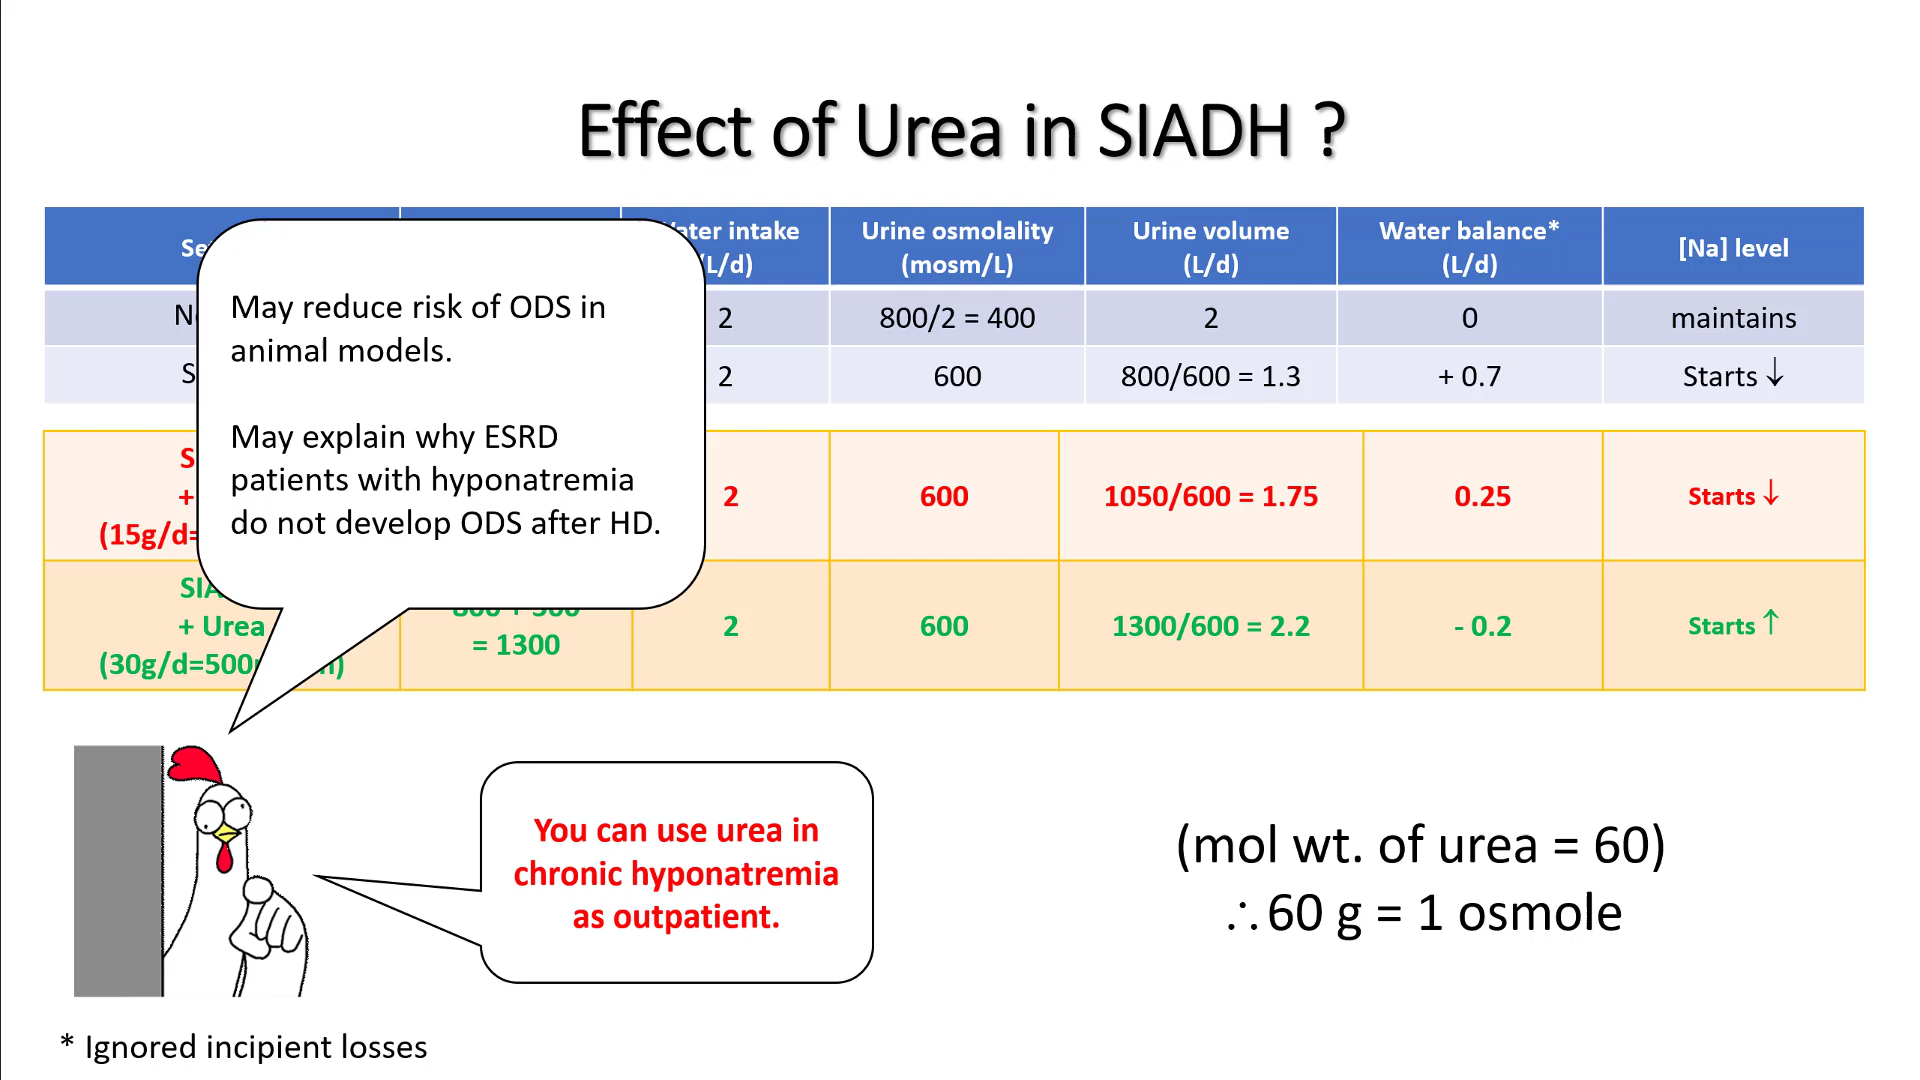 Effect of Urea in SIADH ?
Water intake
(L/d)
Urine osmolality
(mosm/L)
Urine volume
(L/d)
Water balance*
(L/d)
[Na] level
2
800/2 = 400
2
0
maintains
2
600
800/600 = 1.3
+ 0.7
Starts ↓
(15g/d=
2
600
1050/600 = 1.75
0.25
Starts ↓
+ Urea
(30g/d=500
= 1300
2
600
1300/600 = 2.2
- 0.2
Starts ↑
May reduce risk of ODS in
animal models.
May explain why ESRD
patients with hyponatremia
do not develop ODS after HD.
You can use urea in
chronic hyponatremia
as outpatient.
(mol wt. of urea = 60)
∴60 g = 1 osmole
* Ignored incipient losses